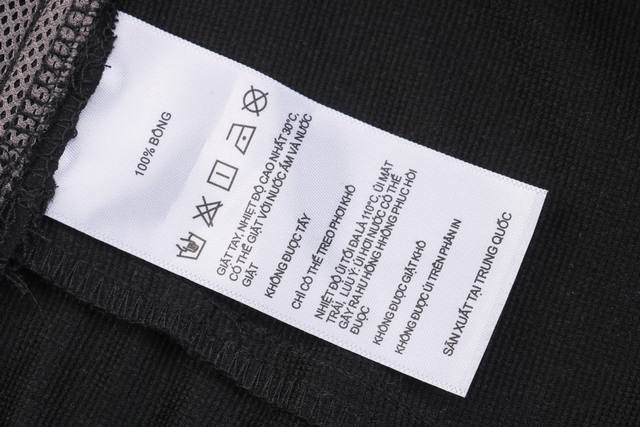 100% BÔNG
GIẶT TAY, NHIỆT ĐỘ CAO NHẤT 30°C,
CÓ THỂ GIẶT VỚI NƯỚC ẤM VÀ NƯỚC
GIẶT
KHÔNG ĐƯỢC TẨY
CHỈ CÓ THỂ TREO PHƠI KHÔ
NHIỆT ĐỘ ỦI TỐI ĐA LÀ 110°C, ỦI MẶT
TRÁI, LƯU Ý: ỦI HƠI NƯỚC CÓ THỂ
GÂY RA HƯ HỎNG KHÔNG PHỤC HỒI
ĐƯỢC
KHÔNG ĐƯỢC GIẶT KHÔ
KHÔNG ĐƯỢC ỦI TRÊN PHẦN IN
SẢN XUẤT TẠI TRUNG QUỐC